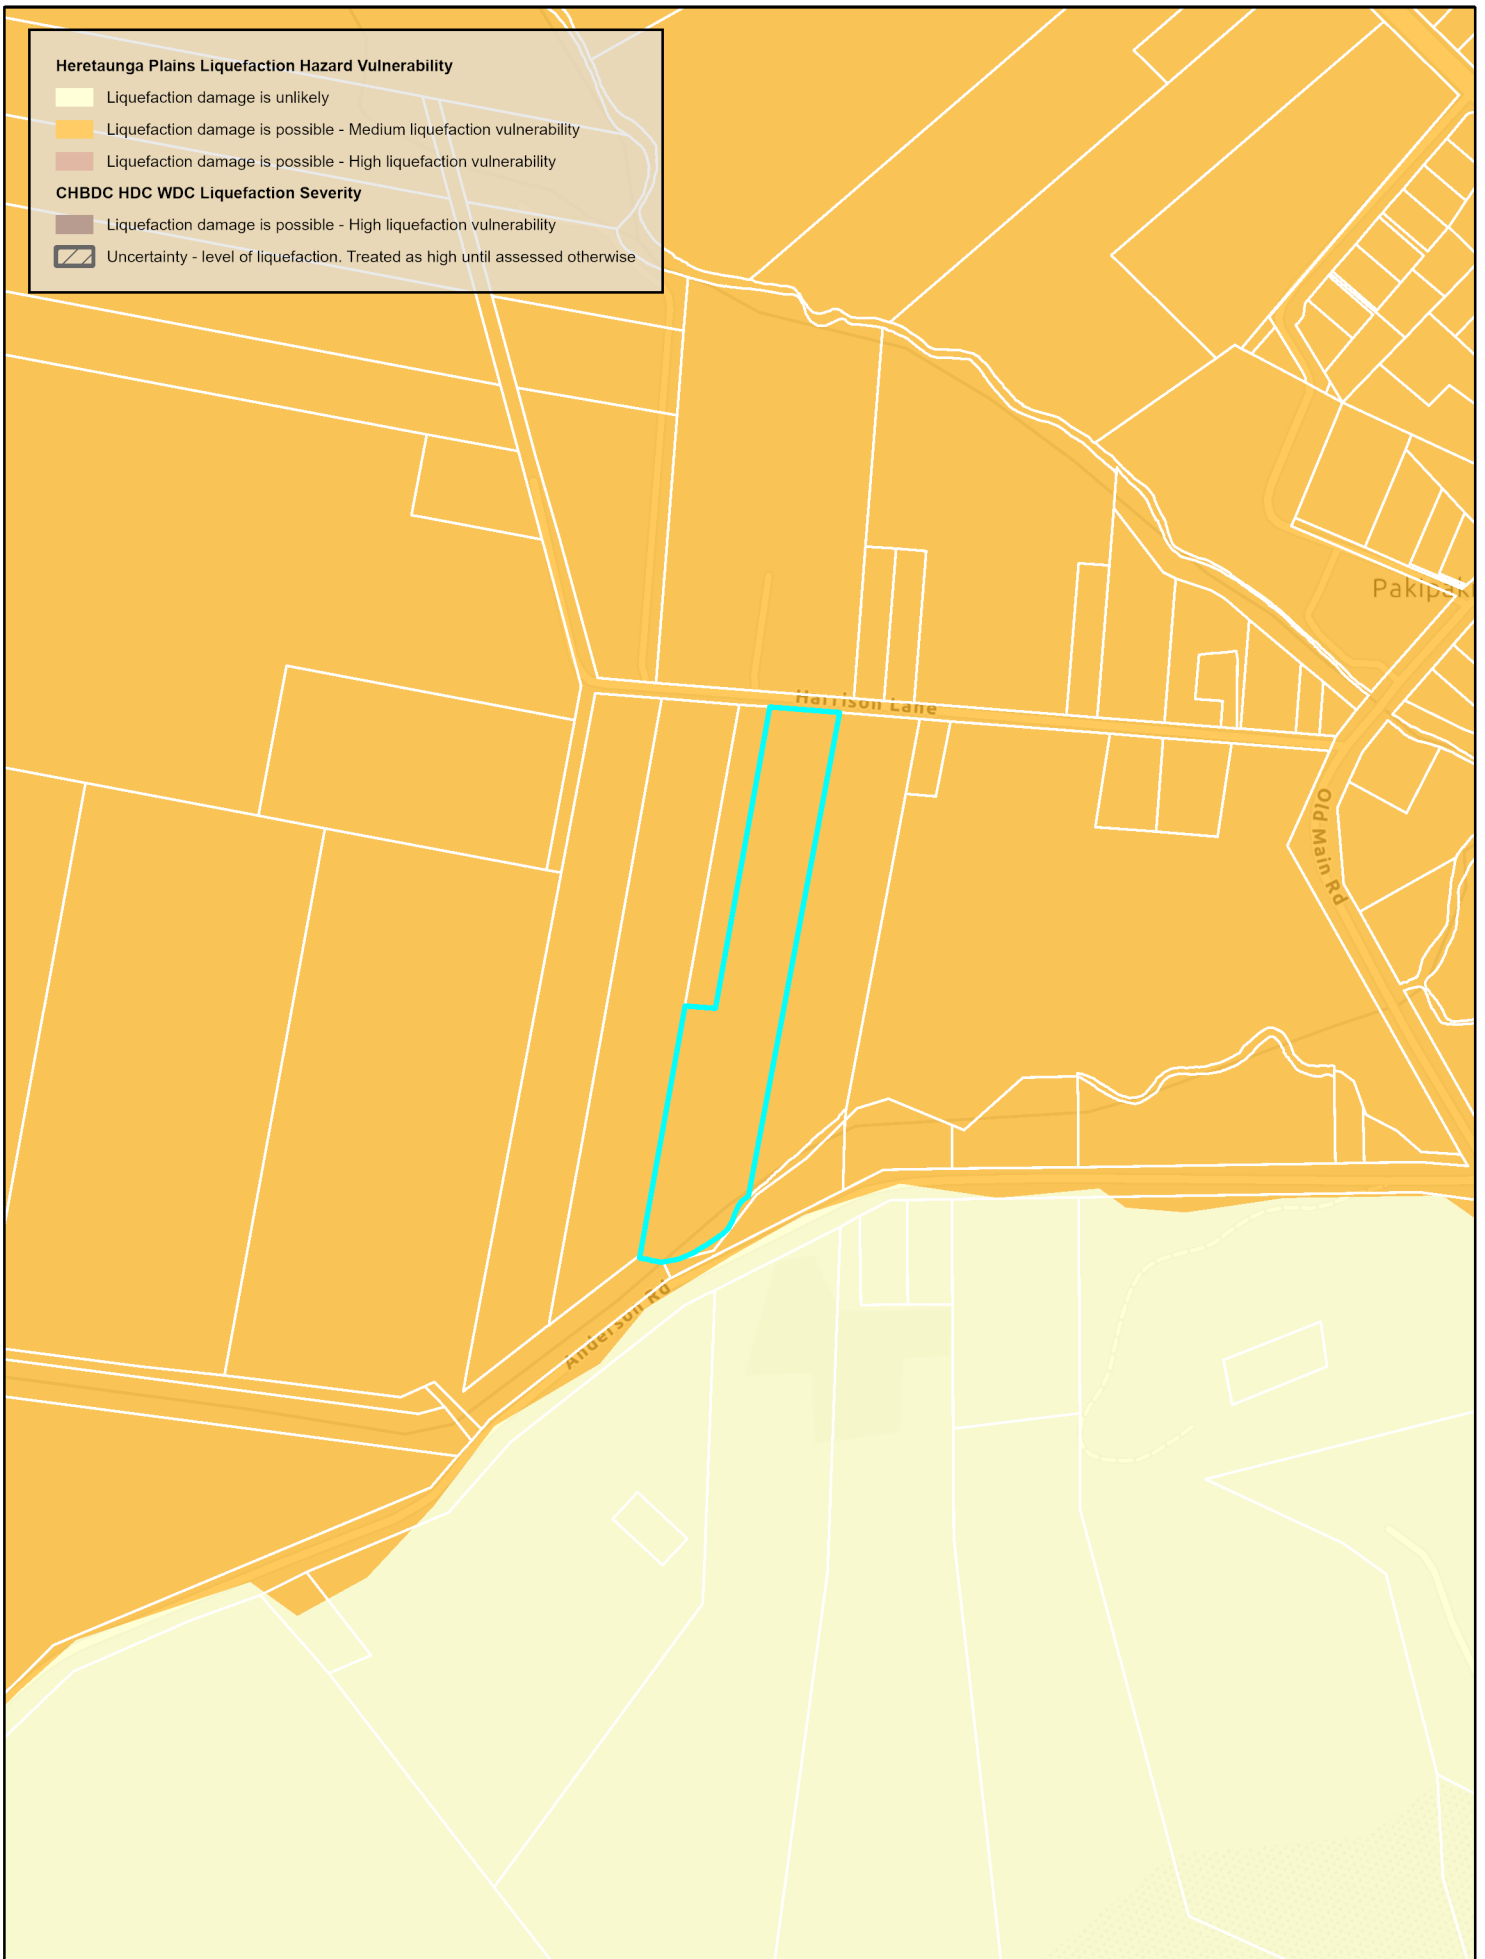 Heretaunga Plains Liquefaction Hazard Vulnerability
Liquefaction damage is unlikely
Liquefaction damage is possible - Medium liquefaction vulnerability
Liquefaction damage is possible - High liquefaction vulnerability
CHBDC HDC WDC Liquefaction Severity
Liquefaction damage is possible - High liquefaction vulnerability
Uncertainty - level of liquefaction. Treated as high until assessed otherwise
Pakipaki
Harrison Lane
Old Main Rd
Anderson Rd